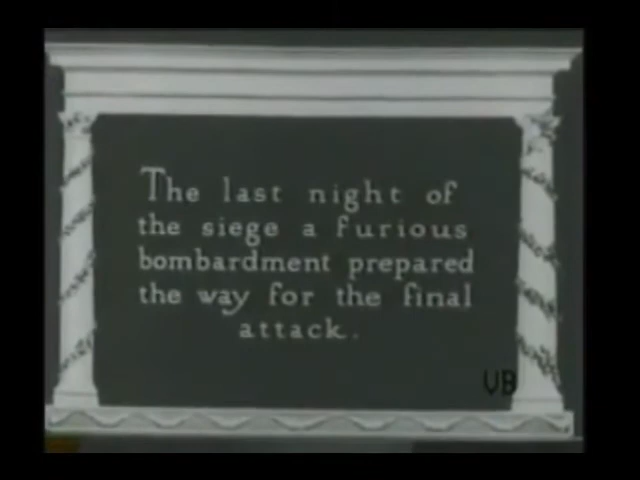 The last night of
the siege a furious
bombardment prepared
the way for the final
attack.
VB